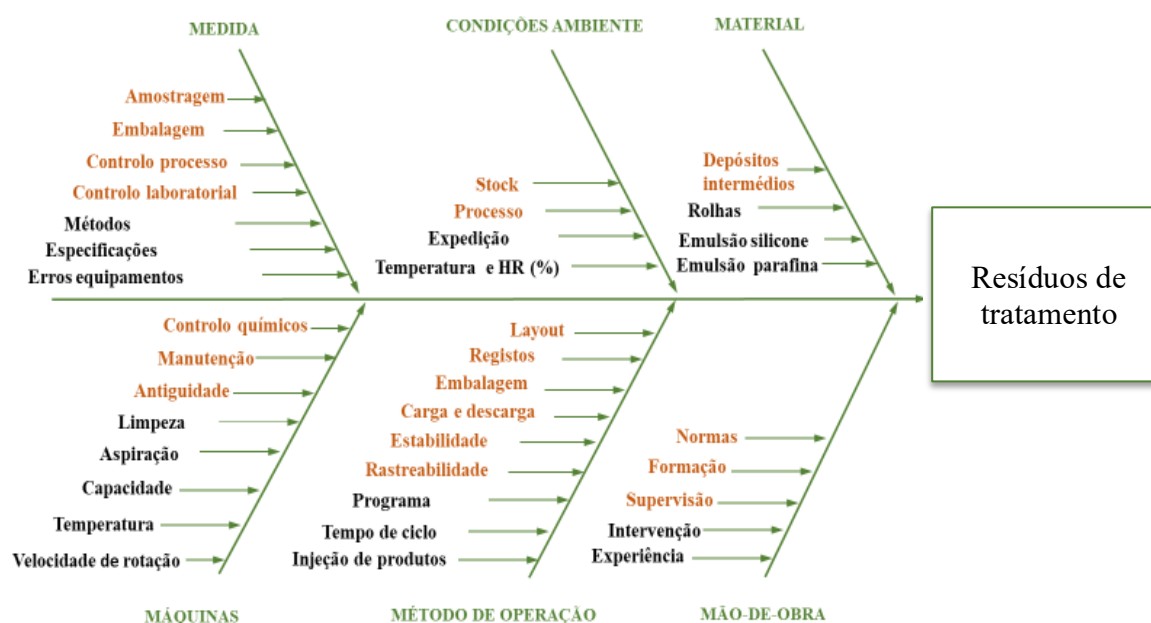 MEDIDA
CONDIÇÕES AMBIENTE
MATERIAL
Amostragem
Embalagem
Controlo processo
Controlo laboratorial
Métodos
Especificações
Erros equipamentos
Stock
Processo
Expedição
Temperatura e HR (%)
Depósitos
intermédios
Rolhas
Emulsão silicone
Emulsão parafina
Resíduos de
tratamento
Controlo químicos
Manutenção
Antiguidade
Limpeza
Aspiração
Capacidade
Temperatura
Velocidade de rotação
Layout
Registos
Embalagem
Carga e descarga
Estabilidade
Rastreabilidade
Programa
Tempo de ciclo
Injeção de produtos
Normas
Formação
Supervisão
Intervenção
Experiência
MÁQUINAS
MÉTODO DE OPERAÇÃO
MÃO-DE-OBRA